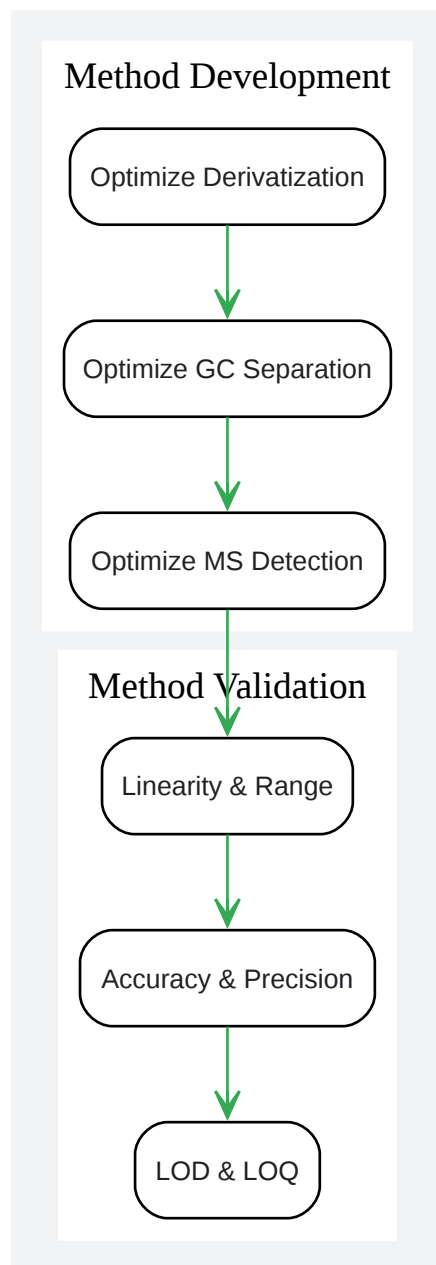 Method Development
Optimize Derivatization
Optimize GC Separation
Optimize MS Detection
Method Validation
Linearity & Range
Accuracy & Precision
LOD & LOQ